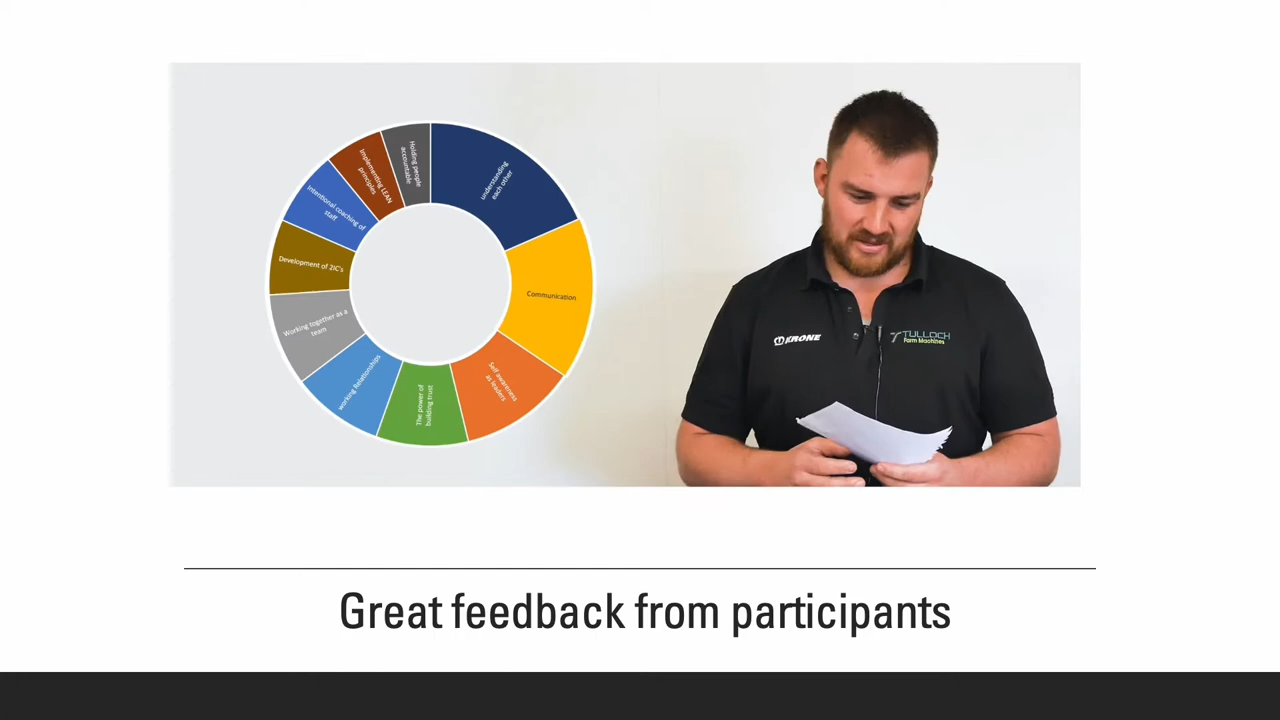 understanding
each other
Communication
Self awareness
as leaders
The power of
building trust
working Relationships
Working together as a
team
Development of 2IC's
Intentional coaching of
staff
Implementing LEAN
principles
Holding people
accountable
KRONE
TULLOCH
Farm Machines
Great feedback from participants